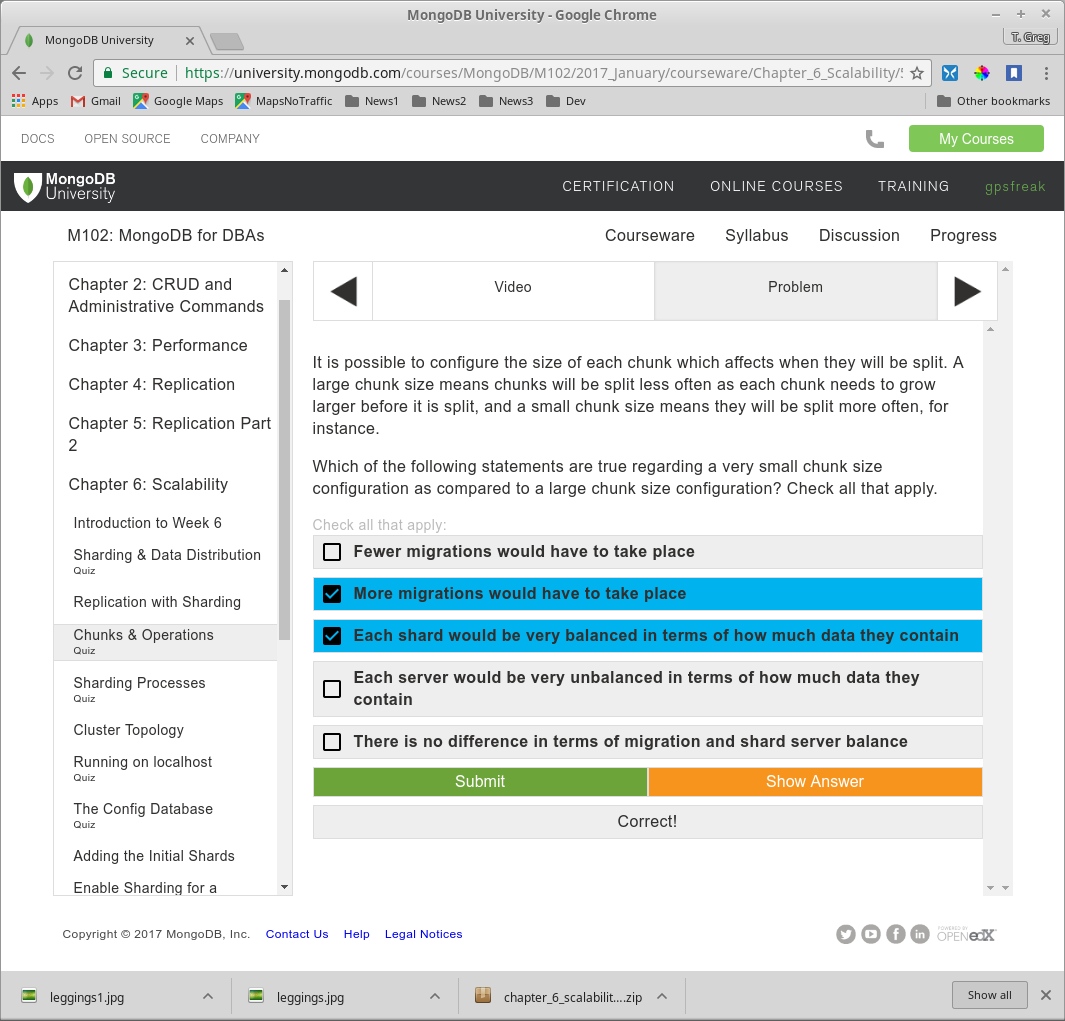 MongoDB University - Google Chrome
MongoDB University
T. Greg
Secure https://university.mongodb.com/courses/MongoDB/M102/2017_January/courseware/Chapter_6_Scalability/
Apps Gmail Google Maps MapsNoTraffic News1 News2 News3 Dev Other bookmarks
DOCS OPEN SOURCE COMPANY My Courses
MongoDB
University
CERTIFICATION ONLINE COURSES TRAINING gpsfreak
M102: MongoDB for DBAs
Courseware Syllabus Discussion Progress
Chapter 2: CRUD and
Administrative Commands
Chapter 3: Performance
Chapter 4: Replication
Chapter 5: Replication Part
2
Chapter 6: Scalability
Introduction to Week 6
Sharding & Data Distribution
Quiz
Replication with Sharding
Chunks & Operations
Quiz
Sharding Processes
Quiz
Cluster Topology
Running on localhost
Quiz
The Config Database
Quiz
Adding the Initial Shards
Enable Sharding for a
Video Problem
It is possible to configure the size of each chunk which affects when they will be split. A
large chunk size means chunks will be split less often as each chunk needs to grow
larger before it is split, and a small chunk size means they will be split more often, for
instance.
Which of the following statements are true regarding a very small chunk size
configuration as compared to a large chunk size configuration? Check all that apply.
Check all that apply:
Fewer migrations would have to take place
More migrations would have to take place
Each shard would be very balanced in terms of how much data they contain
Each server would be very unbalanced in terms of how much data they
contain
There is no difference in terms of migration and shard server balance
Submit Show Answer
Correct!
Copyright © 2017 MongoDB, Inc. Contact Us Help Legal Notices
POWERED BY
OPEN edX
leggings1.jpg leggings.jpg chapter_6_scalabilit....zip Show all